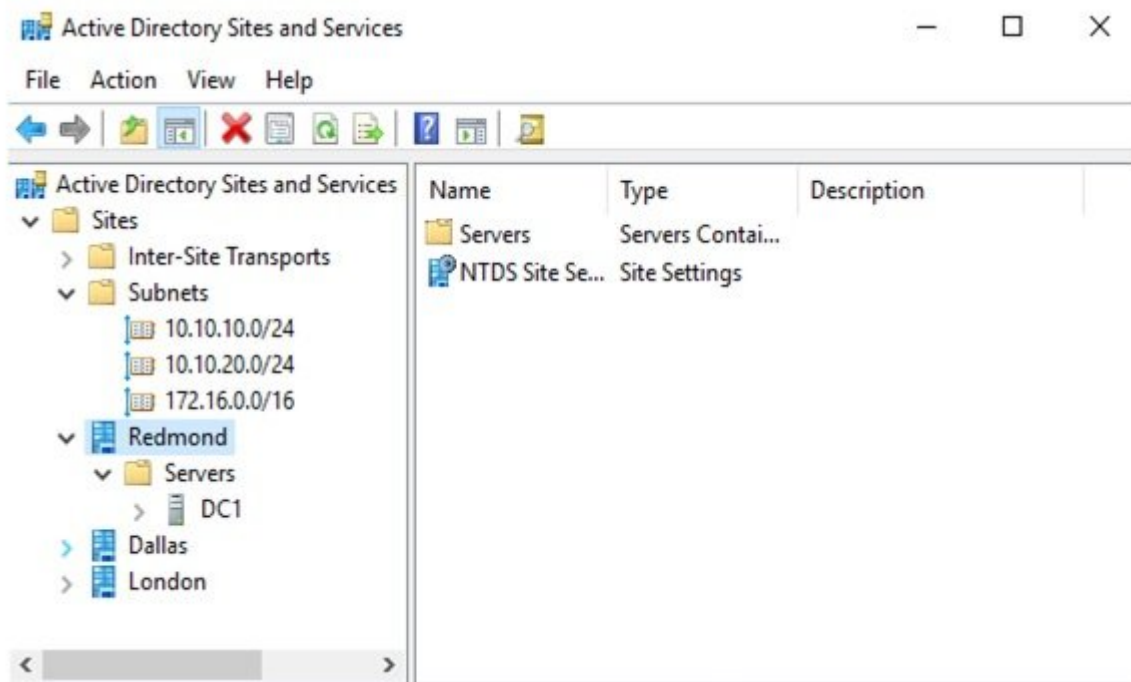 Active Directory Sites and Services
File Action View Help
Active Directory Sites and Services
Sites
Inter-Site Transports
Subnets
10.10.10.0/24
10.10.20.0/24
172.16.0.0/16
Redmond
Servers
DC1
Dallas
London
Name Type Description
Servers Servers Contai...
NTDS Site Se... Site Settings